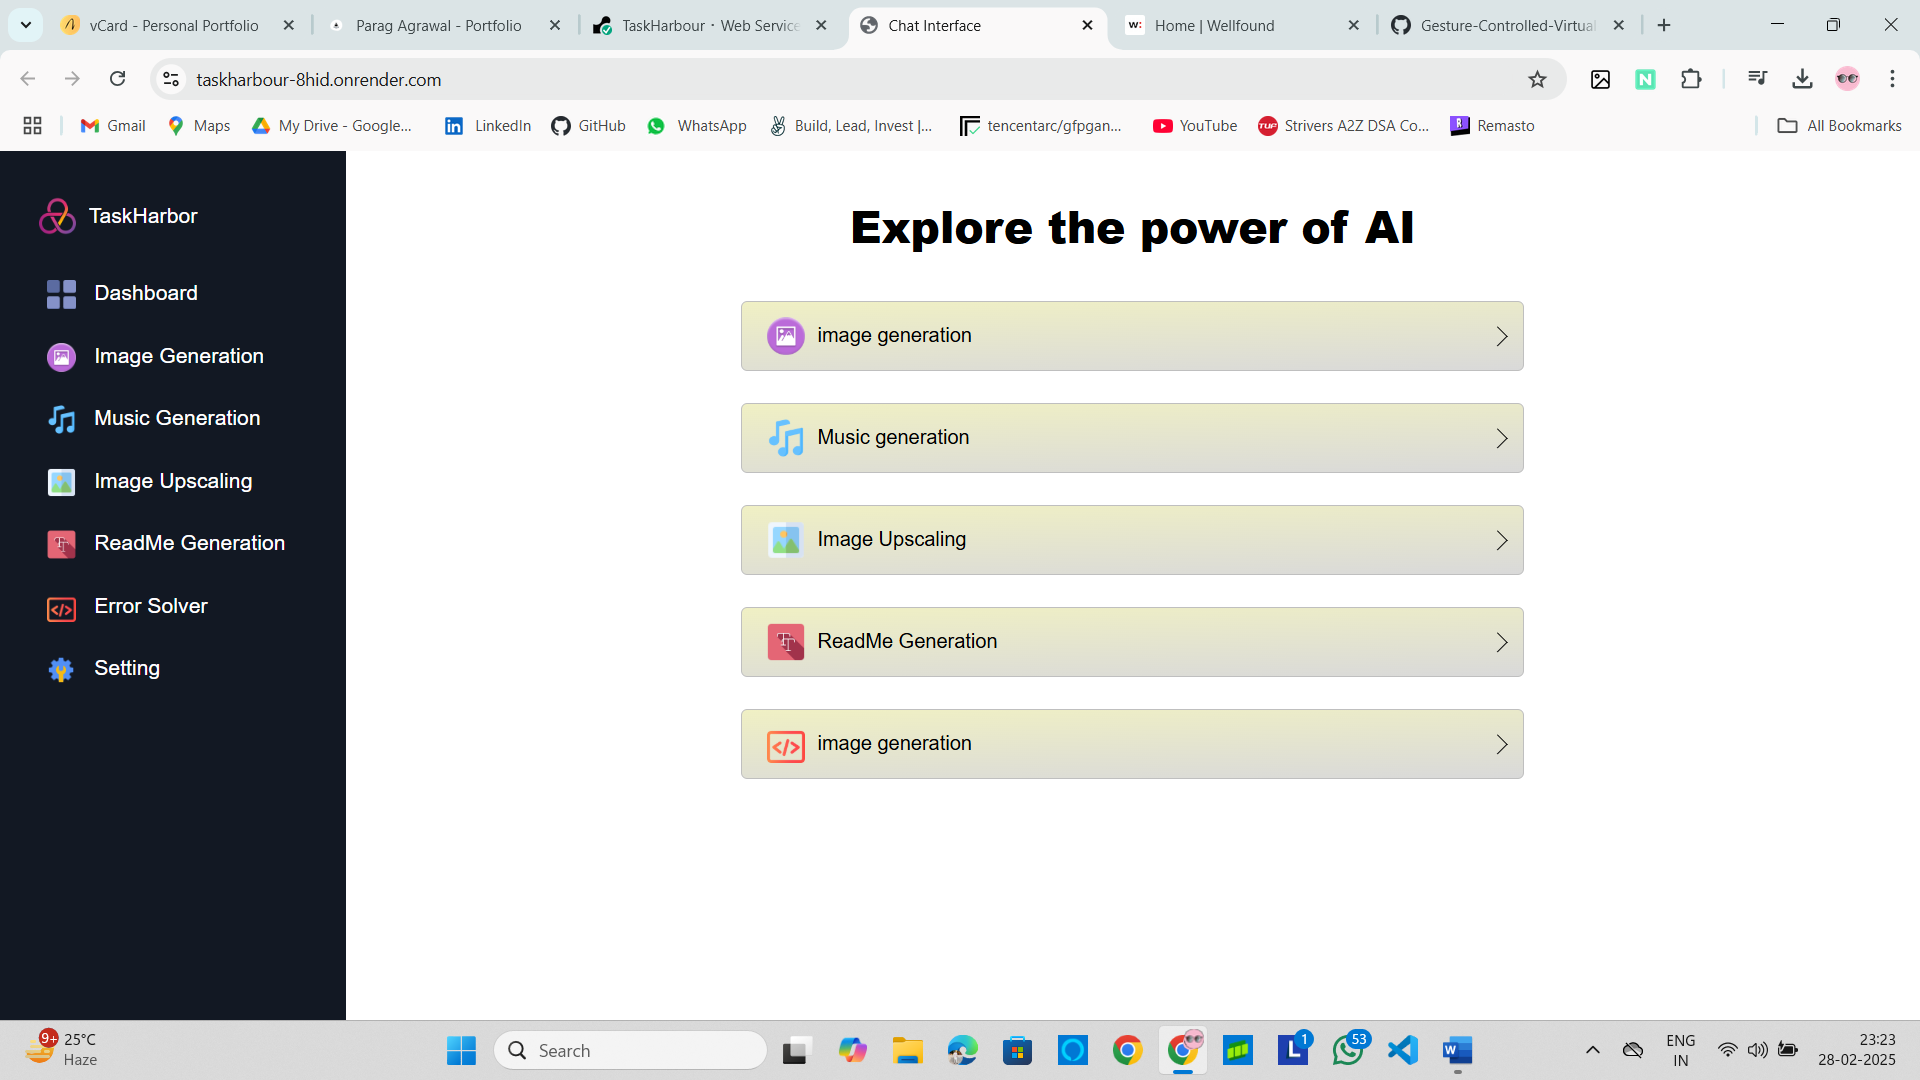 vCard - Personal Portfolio
Parag Agrawal - Portfolio
TaskHarbour · Web Service
Chat Interface
w: Home | Wellfound
Gesture-Controlled-Virtual
taskharbour-8hid.onrender.com
N
Gmail
Maps
My Drive - Google...
in LinkedIn
GitHub
WhatsApp
Build, Lead, Invest |...
tencentarc/gfpgan...
YouTube
TUF Strivers A2Z DSA Co...
R Remasto
All Bookmarks
TaskHarbor
Dashboard
Image Generation
Music Generation
Image Upscaling
ReadMe Generation
Error Solver
Setting
Explore the power of AI
image generation
Music generation
Image Upscaling
ReadMe Generation
image generation
9+
25°C
Haze
Search
L 1
53
W
ENG
IN
23:23
28-02-2025